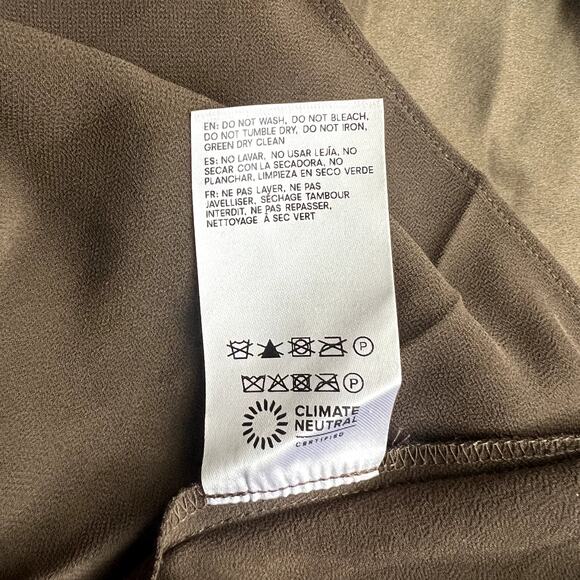 EN: DO NOT WASH, DO NOT BLEACH,
DO NOT TUMBLE DRY, DO NOT IRON,
GREEN DRY CLEAN
ES: NO LAVAR, NO USAR LEJÍA, NO
SECAR CON LA SECADORA, NO
PLANCHAR, LIMPIEZA EN SECO VERDE
FR: NE PAS LAVER, NE PAS
JAVELLISER, SÉCHAGE TAMBOUR
INTERDIT, NE PAS REPASSER,
NETTOYAGE À SEC VERT
P
P
CLIMATE
NEUTRAL
CERTIFIED